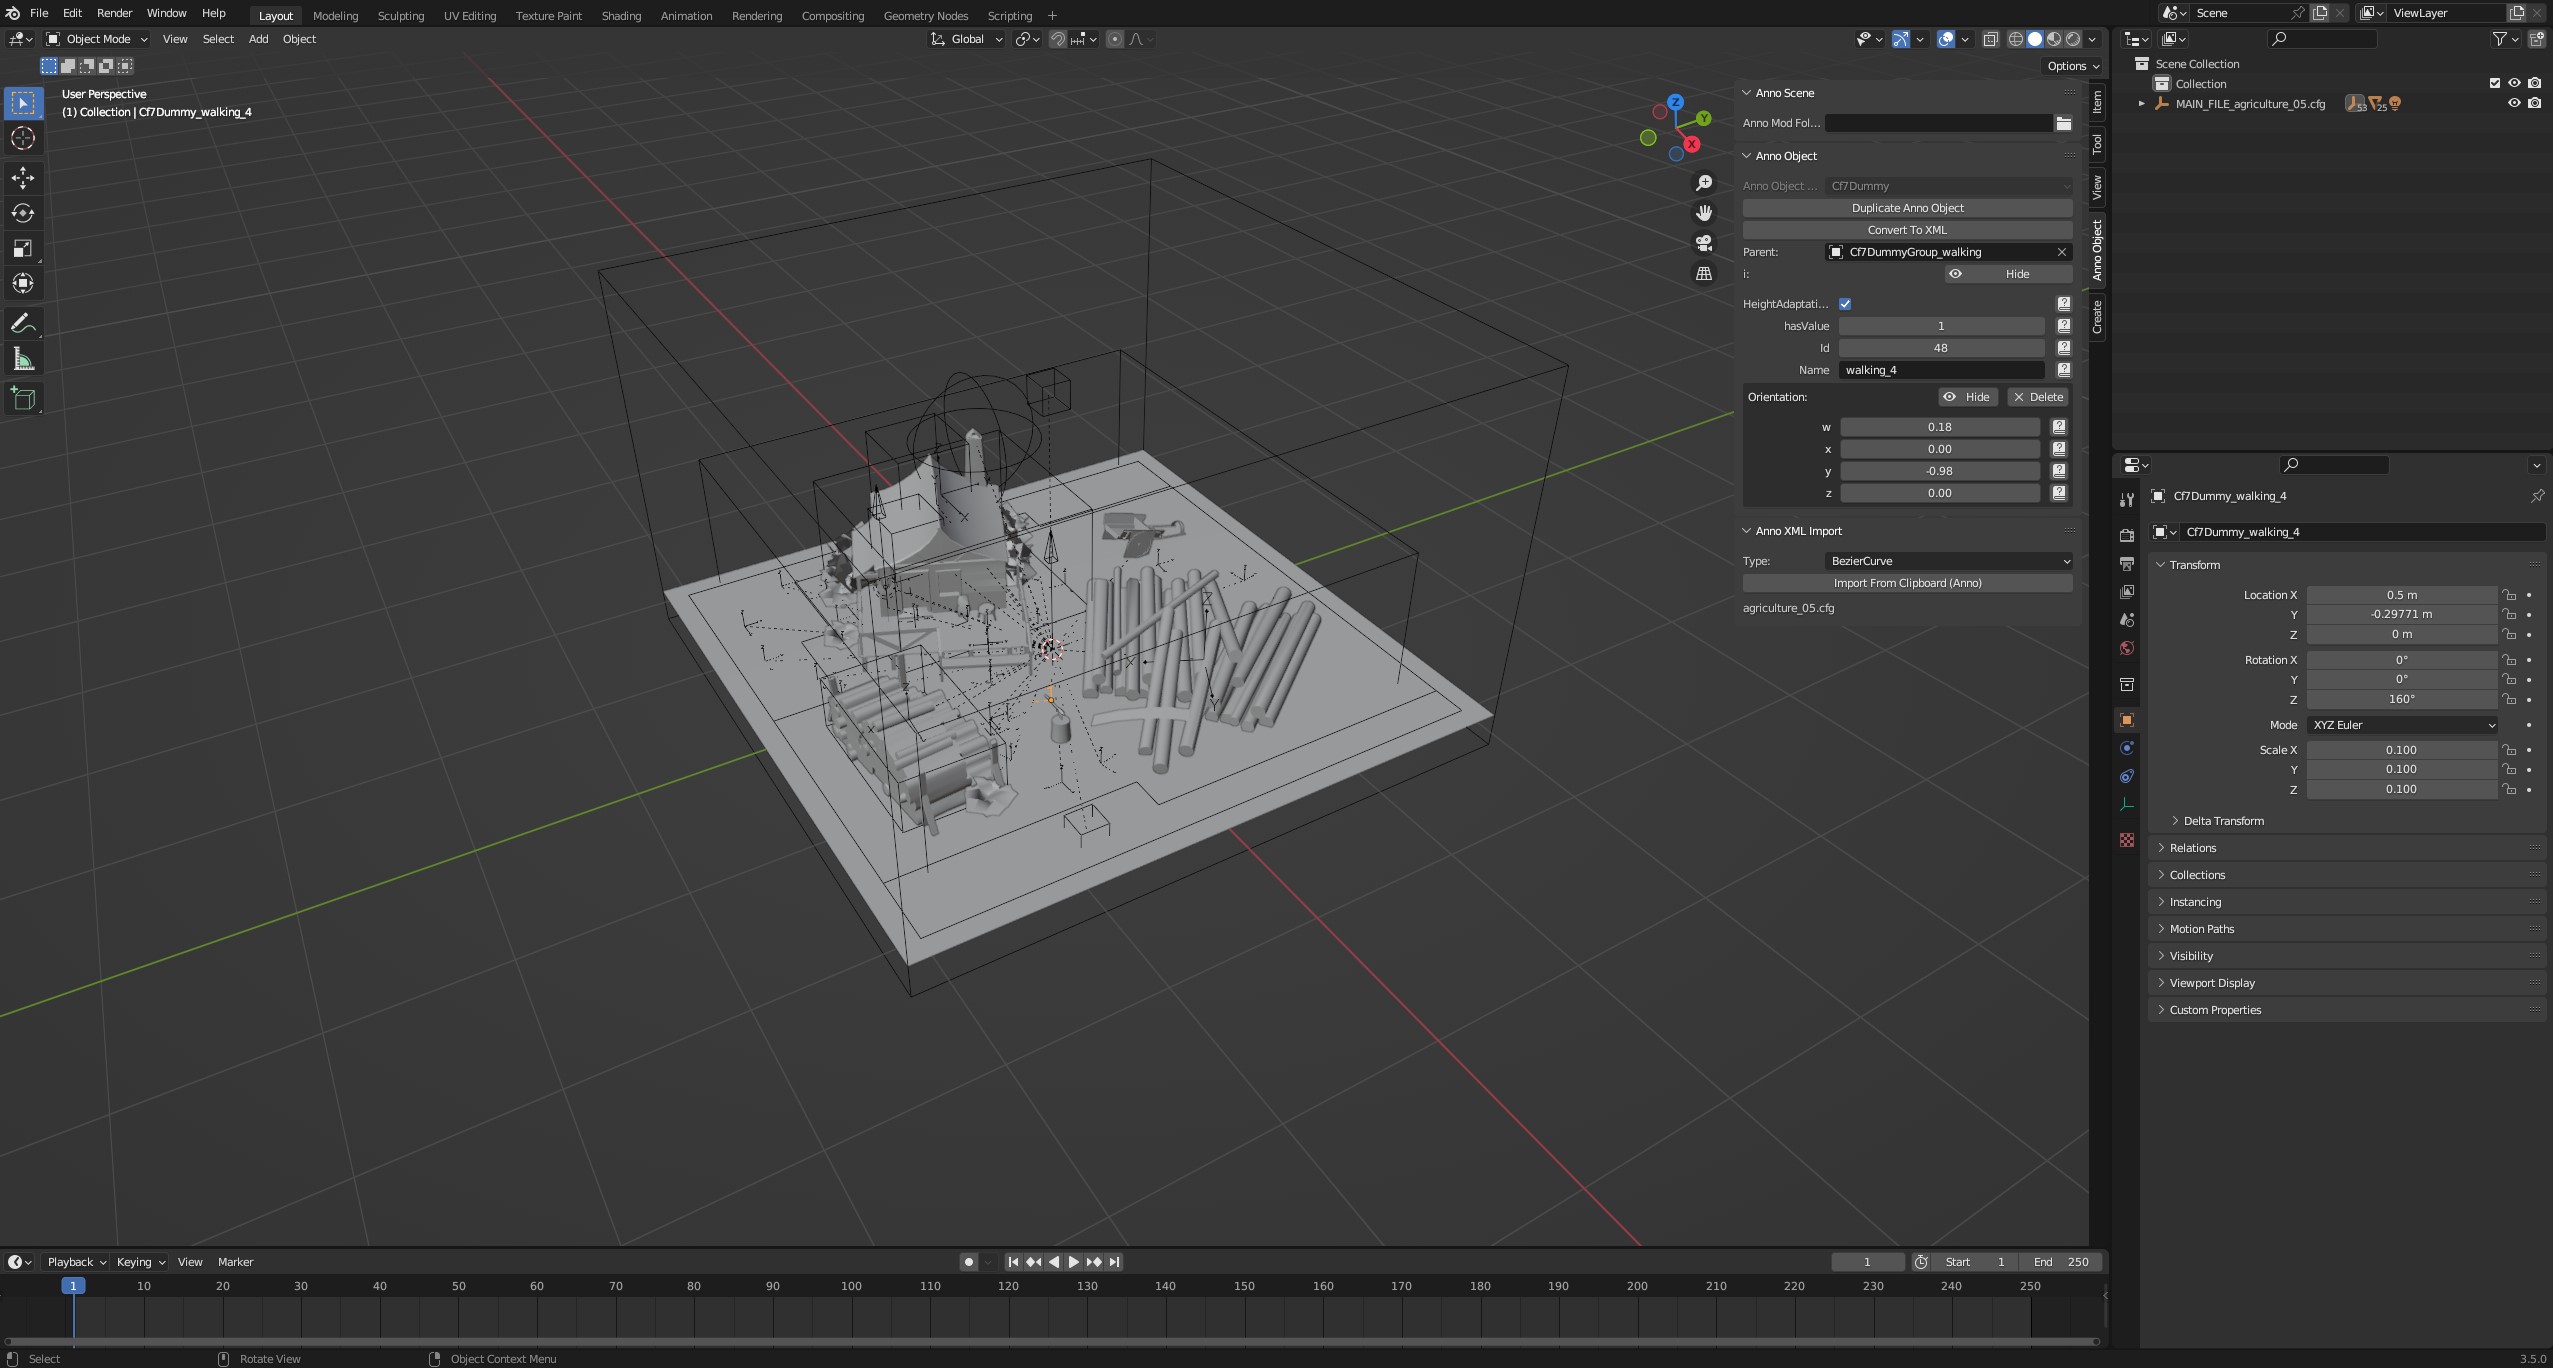 File Edit Render Window Help Layout Modeling Sculpting UV Editing Texture Paint Shading Animation Rendering Compositing Geometry Nodes Scripting + Scene ViewLayer
Object Mode View Select Add Object Global
Options
User Perspective
(1) Collection | Cf7Dummy_walking_4
Z
Y
X
Anno Scene
Anno Mod Fol...
Anno Object
Anno Object ... Cf7Dummy
Duplicate Anno Object
Convert To XML
Parent: Cf7DummyGroup_walking
i: Hide
HeightAdaptati...
hasValue 1
Id 48
Name walking_4
Orientation: Hide Delete
w 0.18
x 0.00
y -0.98
z 0.00
Anno XML Import
Type: BezierCurve
Import From Clipboard (Anno)
agriculture_05.cfg
Item
Tool
View
Anno Object
Create
Scene Collection
Collection
MAIN_FILE_agriculture_05.cfg 53 25
Cf7Dummy_walking_4
Cf7Dummy_walking_4
Transform
Location X 0.5 m
Y -0.29771 m
Z 0 m
Rotation X 0°
Y 0°
Z 160°
Mode XYZ Euler
Scale X 0.100
Y 0.100
Z 0.100
Delta Transform
Relations
Collections
Instancing
Motion Paths
Visibility
Viewport Display
Custom Properties
Playback Keying View Marker 1 Start 1 End 250
1 10 20 30 40 50 60 70 80 90 100 110 120 130 140 150 160 170 180 190 200 210 220 230 240 250
Select Rotate View Object Context Menu 3.5.0